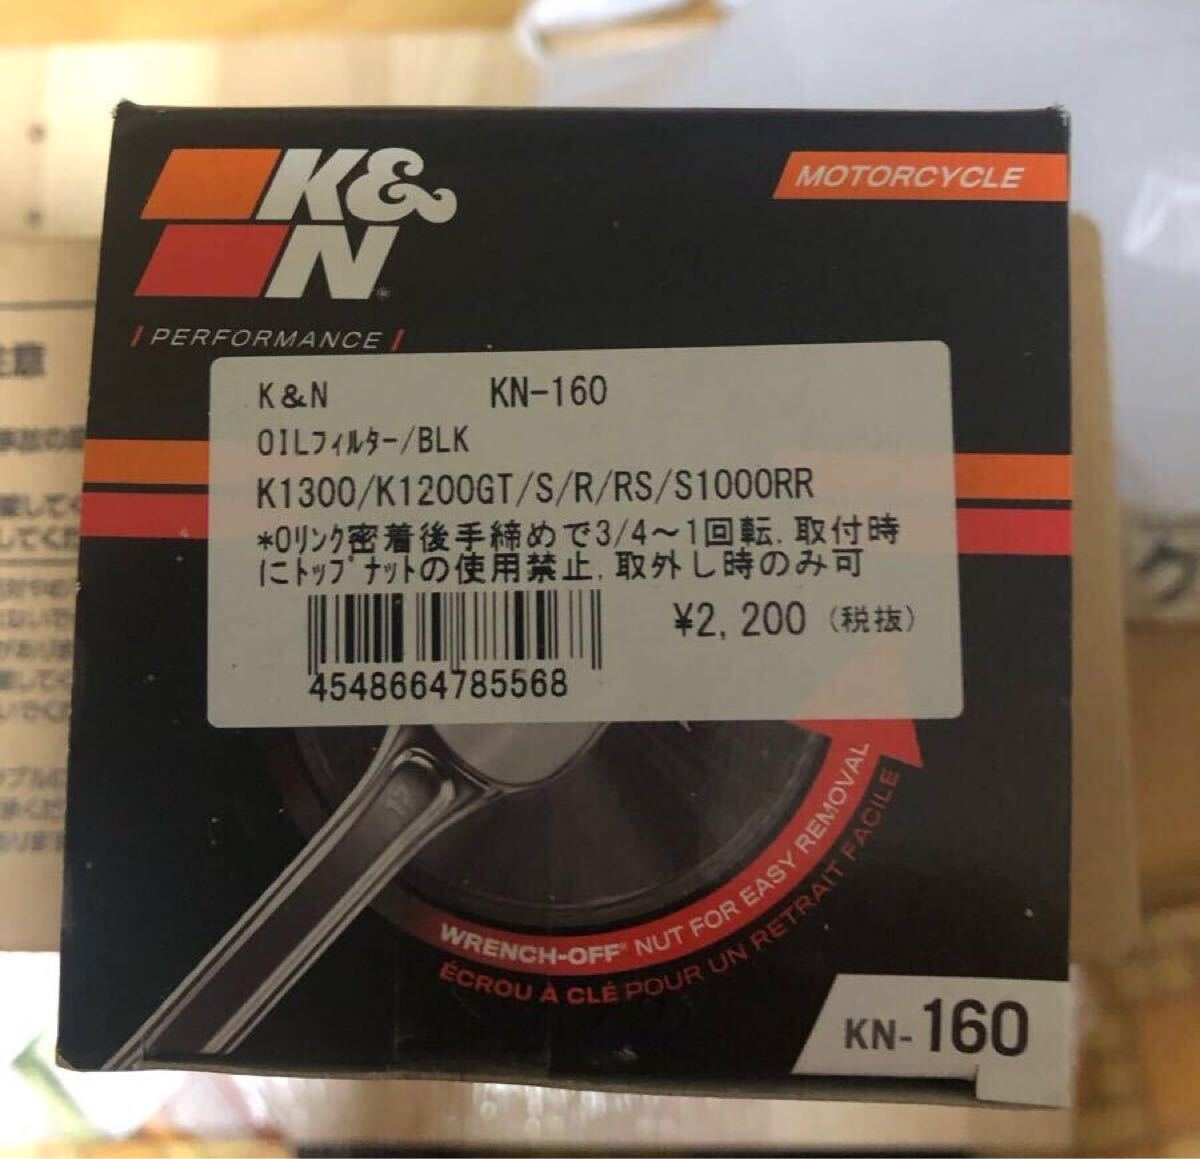 K&
N®
MOTORCYCLE
PERFORMANCE
K&N KN-160
OILフィルター/BLK
K1300/K1200GT/S/R/RS/S1000RR
*Oリンク密着後手締めで3/4～1回転.取付時
にトップナットの使用禁止.取外し時のみ可
¥2,200（税抜）
4548664785568
WRENCH-OFF® NUT FOR EASY REMOVAL
ÉCROU À CLÉ POUR UN RETRAIT FACILE
KN-160
注意